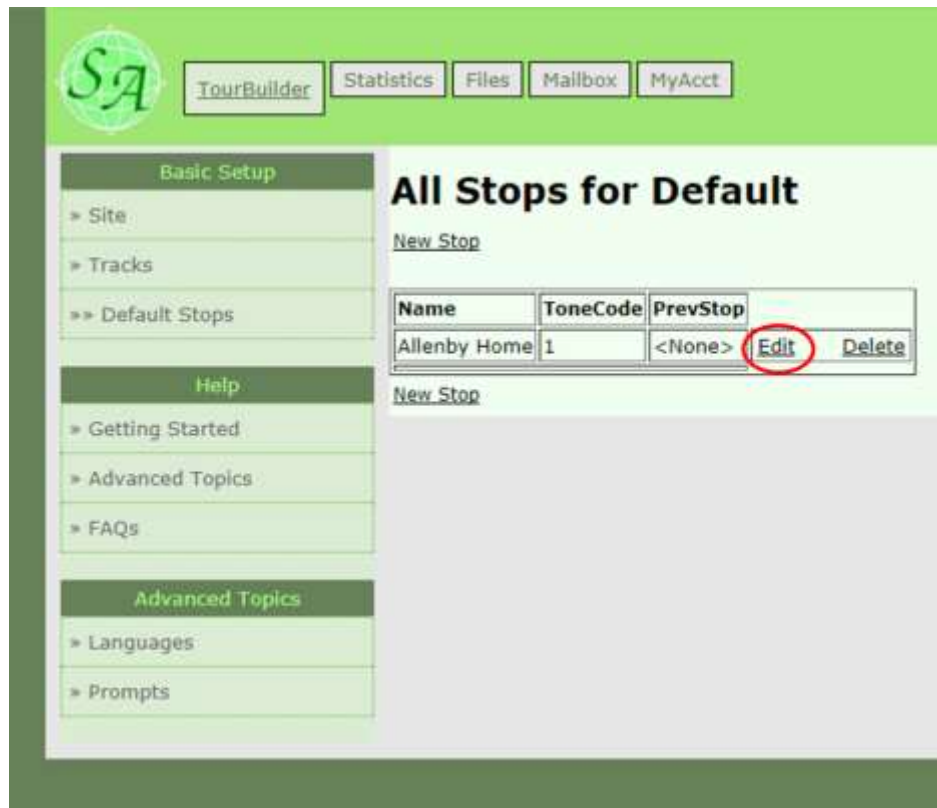 SA
TourBuilder Statistics Files Mailbox MyAcct
Basic Setup
» Site
» Tracks
»» Default Stops
Help
» Getting Started
» Advanced Topics
» FAQs
Advanced Topics
» Languages
» Prompts
All Stops for Default
New Stop
Name ToneCode PrevStop
Allenby Home 1 <None> Edit Delete
New Stop